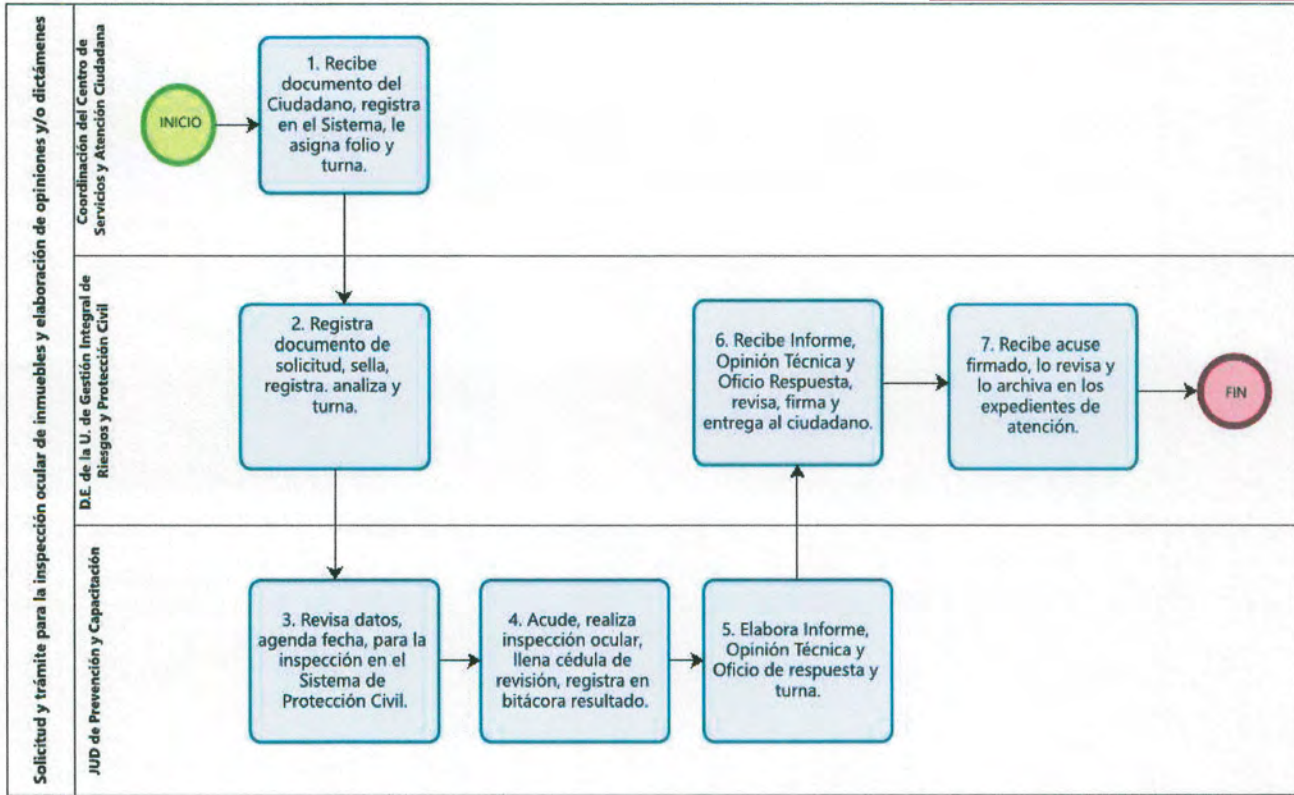 Solicitud y trámite para la inspección ocular de inmuebles y elaboración de opiniones y/o dictámenes
Coordinación del Centro de
Servicios y Atención Ciudadana
INICIO
1. Recibe
documento del
Ciudadano, registra
en el Sistema, le
asigna folio y
turna.
D.E. de la U. de Gestión Integral de
Riesgos y Protección Civil
2. Registra
documento de
solicitud, sella,
registra. analiza y
turna.
6. Recibe Informe,
Opinión Técnica y
Oficio Respuesta,
revisa, firma y
entrega al ciudadano.
7. Recibe acuse
firmado, lo revisa y
lo archiva en los
expedientes de
atención.
FIN
JUD de Prevención y Capacitación
3. Revisa datos,
agenda fecha, para la
inspección en el
Sistema de
Protección Civil.
4. Acude, realiza
inspección ocular,
llena cédula de
revisión, registra en
bitácora resultado.
5. Elabora Informe,
Opinión Técnica y
Oficio de respuesta y
turna.